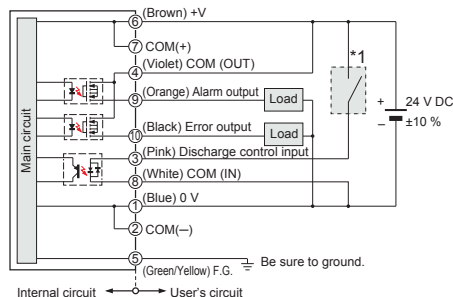 ⑥ (Brown) +V
⑦ COM(+)
④ (Violet) COM (OUT)
⑨ (Orange) Alarm output
Load
⑩ (Black) Error output
Load
③ (Pink) Discharge control input
⑧ (White) COM (IN)
① (Blue) 0 V
② COM(−)
⑤ (Green/Yellow) F.G.
Be sure to ground.
Main circuit
*1
+
−
24 V DC
±10 %
Internal circuit
User's circuit